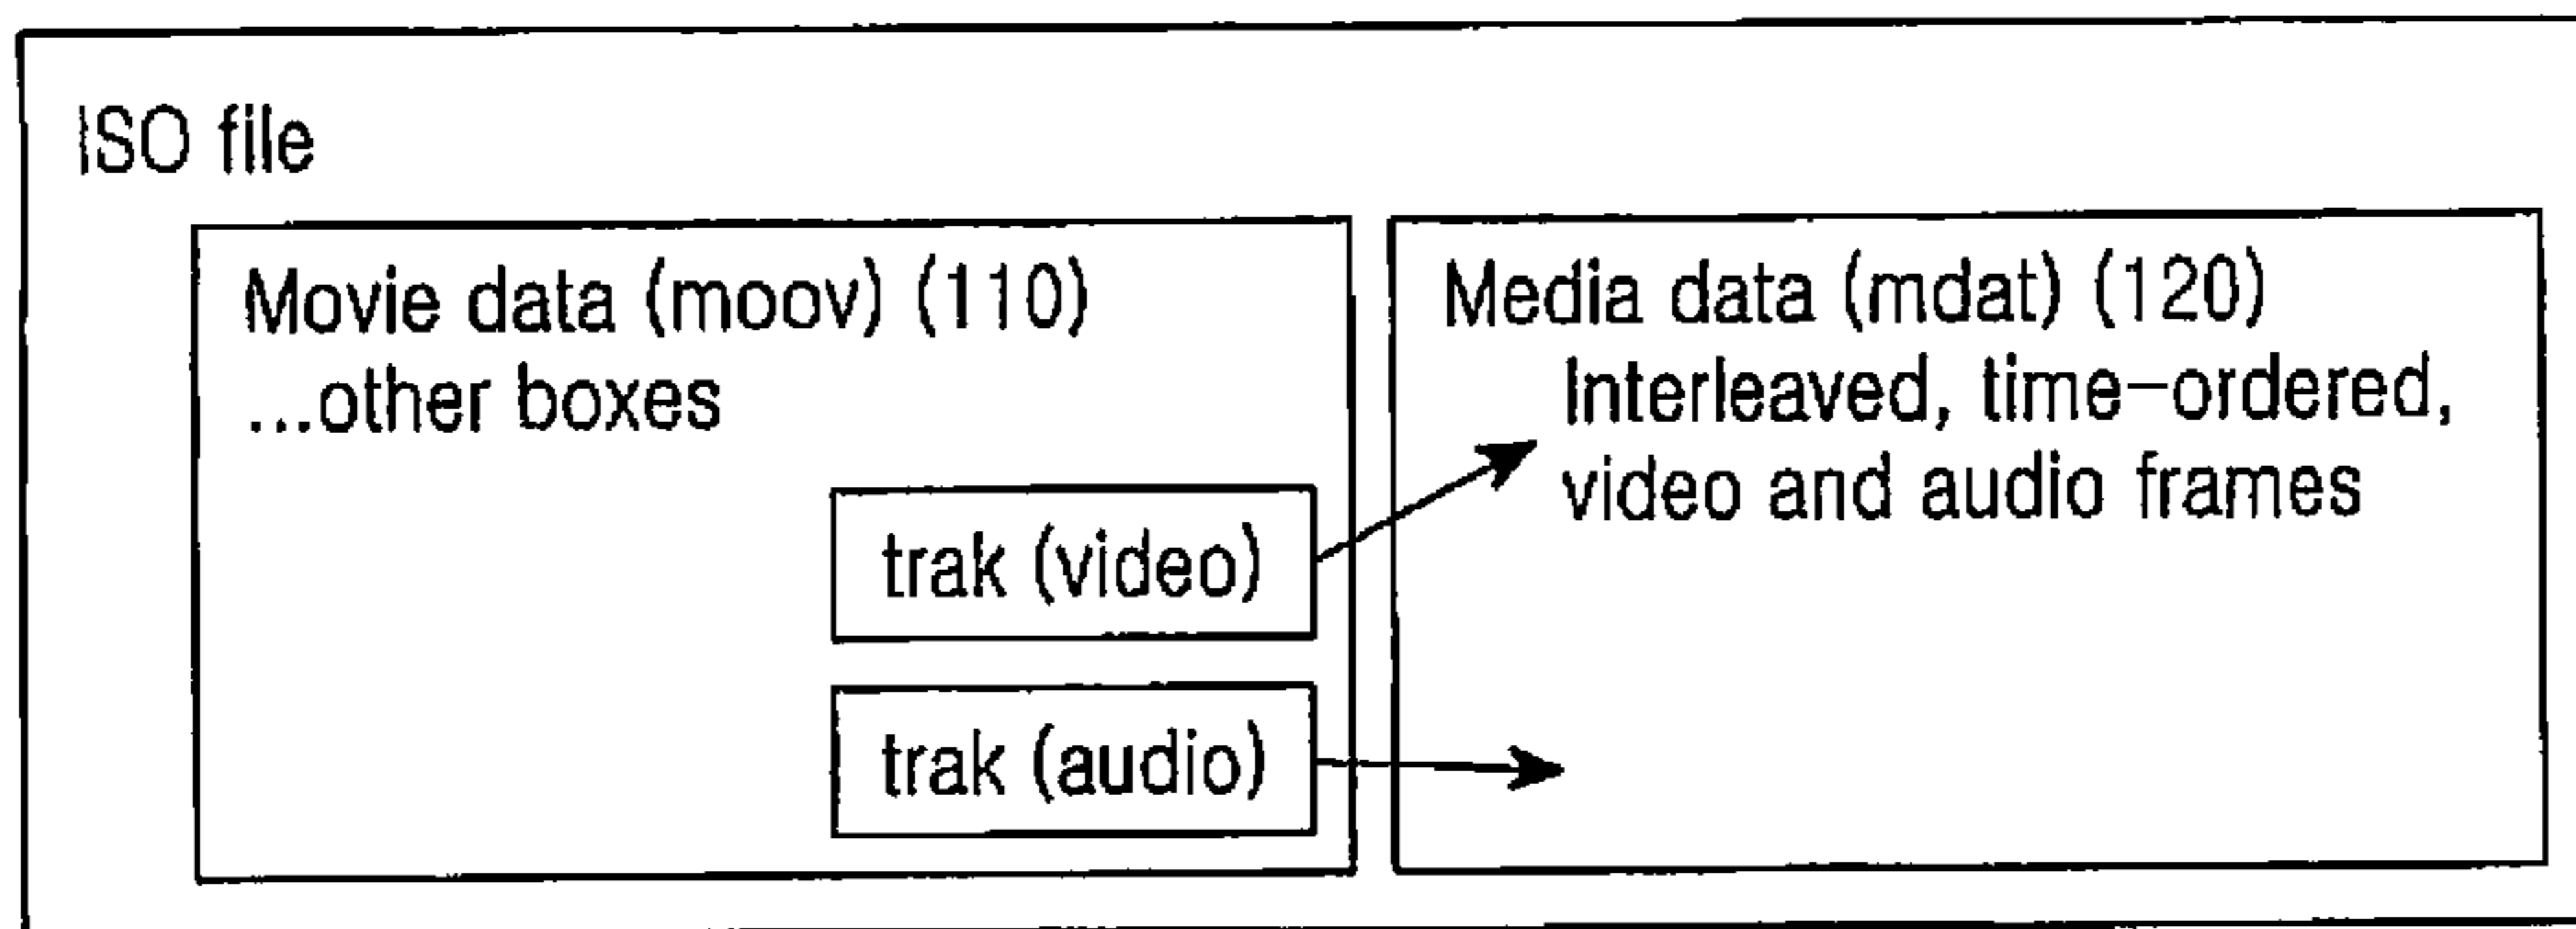 ISO file
Movie data (moov) (110)
...other boxes
trak (video)
trak (audio)
Media data (mdat) (120)
Interleaved, time-ordered,
video and audio frames